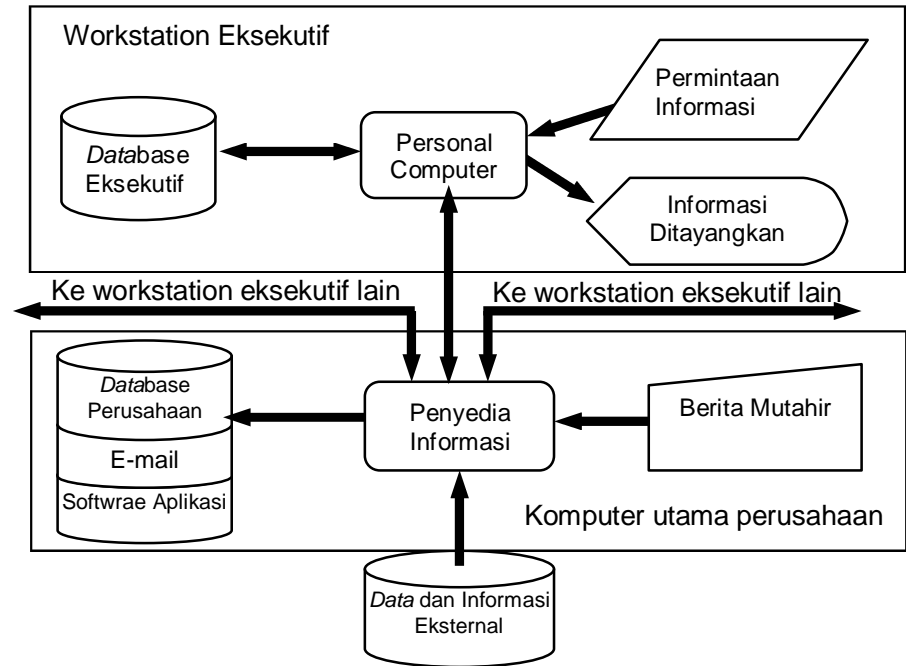 Workstation Eksekutif
Permintaan
Informasi
Database
Eksekutif
Personal
Computer
Informasi
Ditayangkan
Ke workstation eksekutif lain
Ke workstation eksekutif lain
Database
Perusahaan
E-mail
Softwrae Aplikasi
Penyedia
Informasi
Berita Mutahir
Komputer utama perusahaan
Data dan Informasi
Eksternal